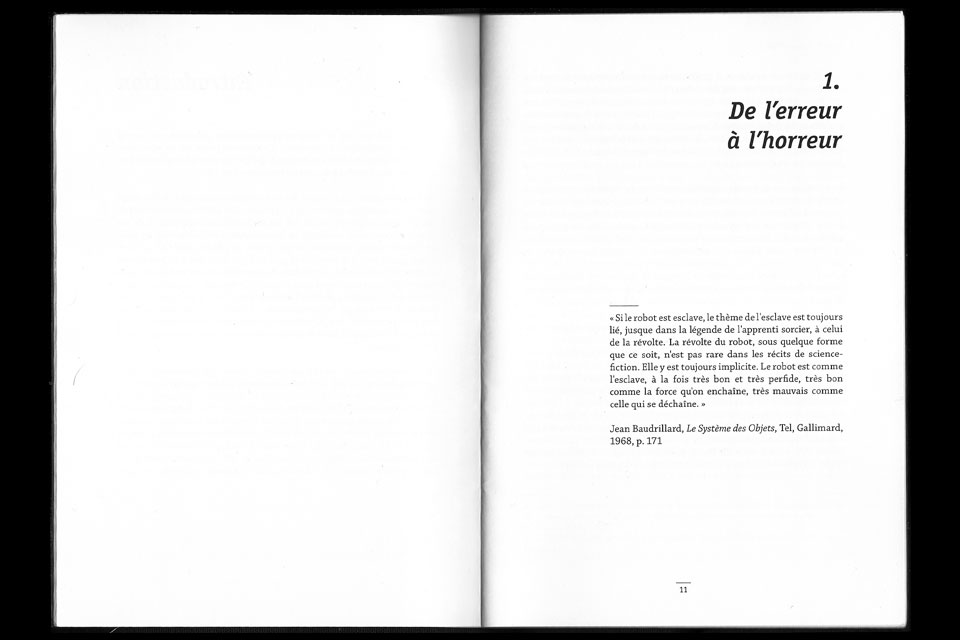 1.
De l'erreur
à l'horreur
« Si le robot est esclave, le thème de l'esclave est toujours
lié, jusque dans la légende de l'apprenti sorcier, à celui
de la révolte. La révolte du robot, sous quelque forme
que ce soit, n'est pas rare dans les récits de science-
fiction. Elle y est toujours implicite. Le robot est comme
l'esclave, à la fois très bon et très perfide, très bon
comme la force qu'on enchaîne, très mauvais comme
celle qui se déchaîne. »
Jean Baudrillard, Le Système des Objets, Tel, Gallimard,
1968, p. 171
11